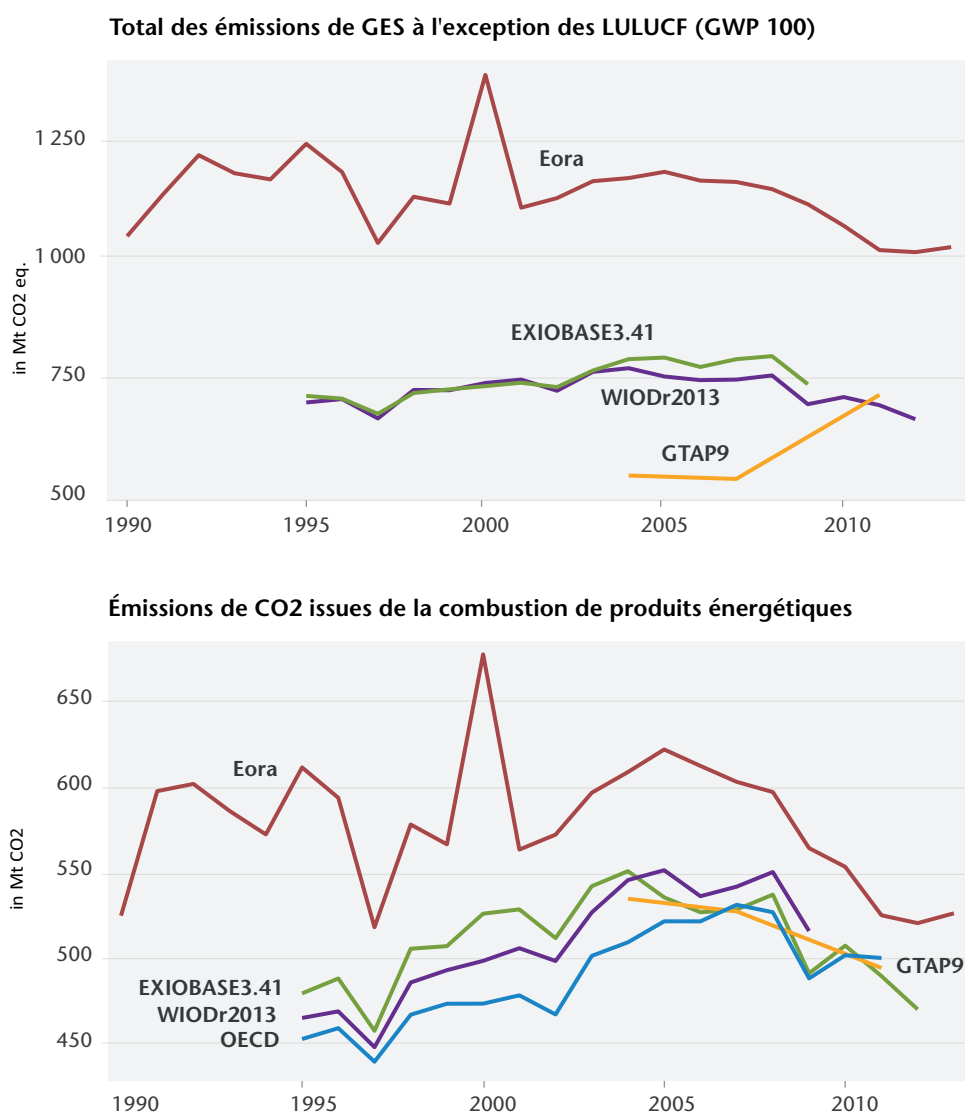 Total des émissions de GES à l'exception des LULUCF (GWP 100)
1 250
Eora
1 000
in Mt CO2 eq.
EXIOBASE3.41
750
WIODr2013
GTAP9
500
1990 1995 2000 2005 2010
Émissions de CO2 issues de la combustion de produits énergétiques
650
Eora
600
in Mt CO2
550
500
GTAP9
EXIOBASE3.41
WIODr2013
OECD
450
1990 1995 2000 2005 2010